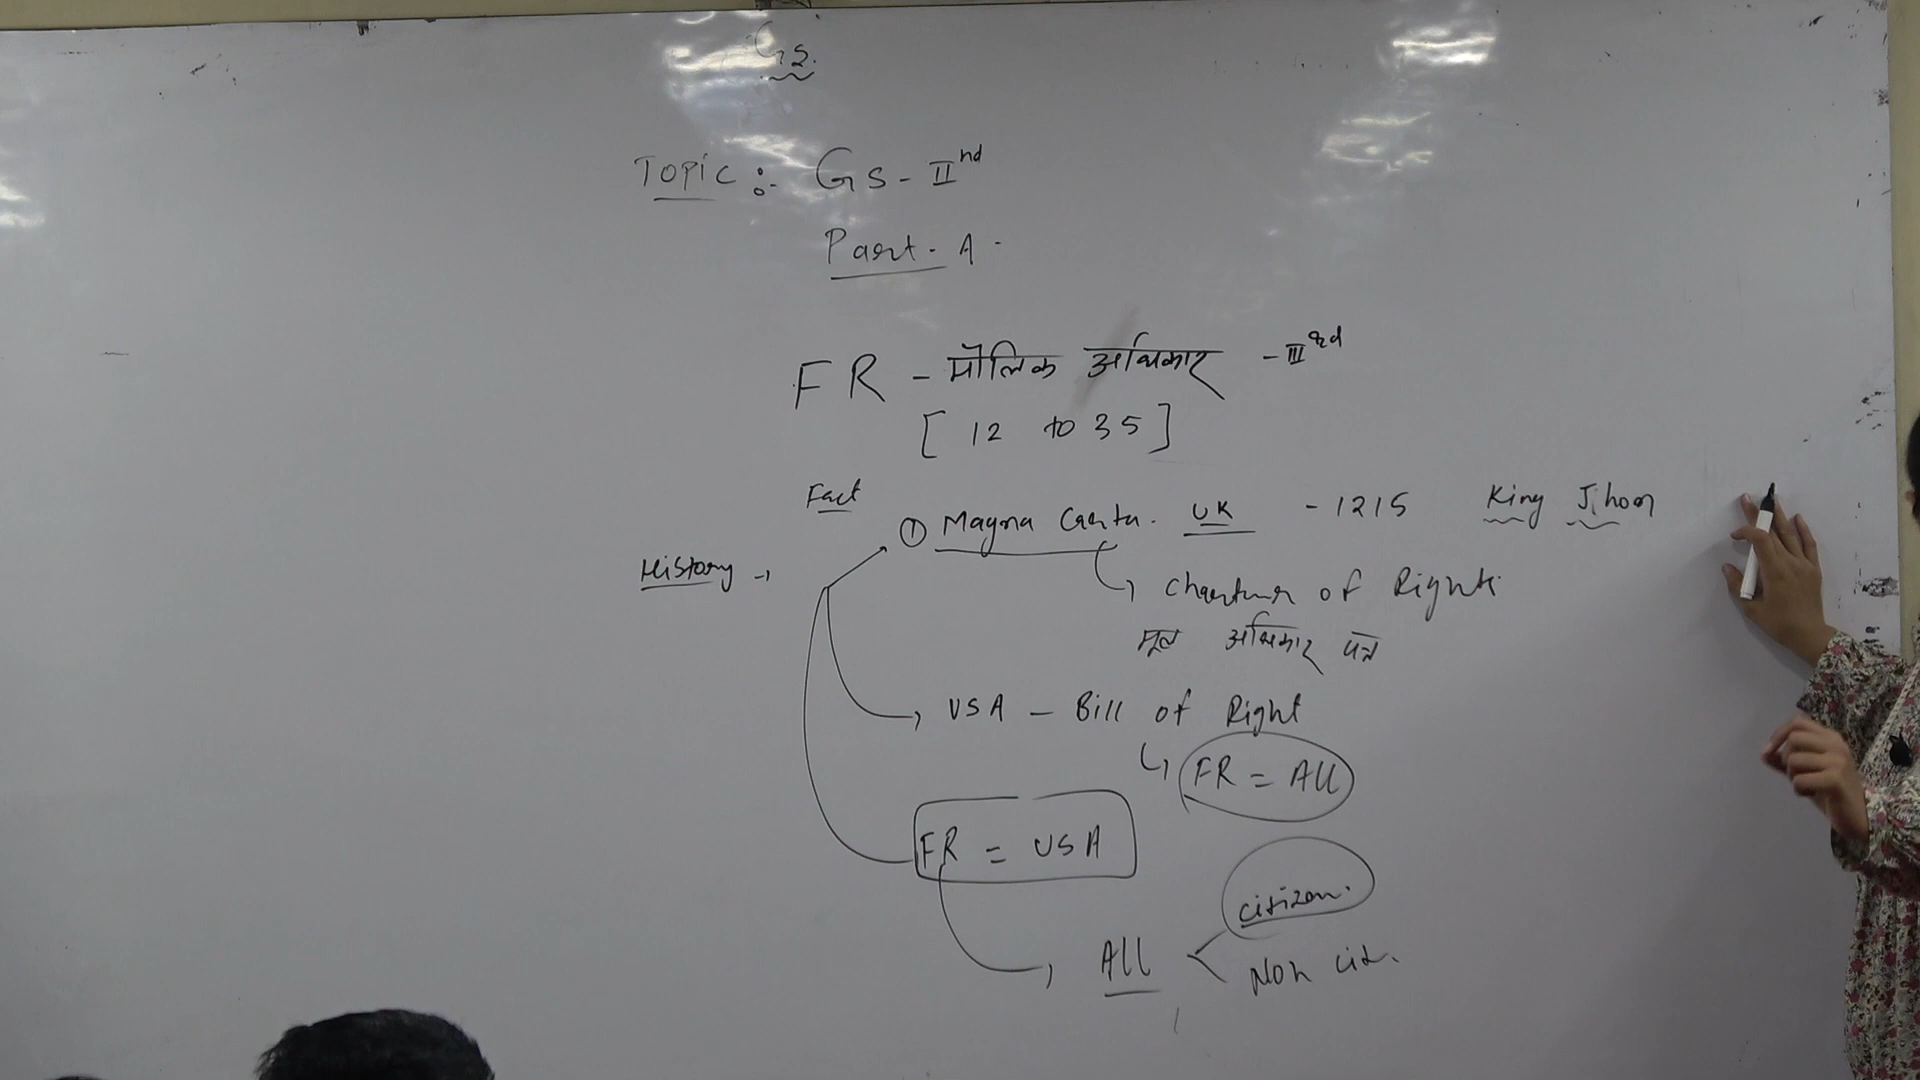 GS.
Topic :- GS - IInd
Part - A.
FR - मौलिक अधिकार - IIIrd
[ 12 to 35 ]
Fact
① Magna Carta. UK - 1215 King Jhon
History →
Charter of Rights
मूल अधिकार पत्र
USA - Bill of Right
FR = All
FR = USA
citizen.
All
Non cit.